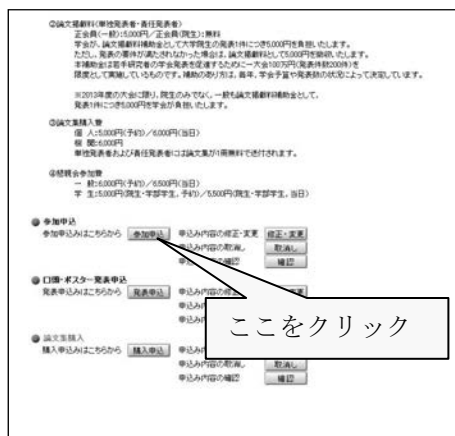 ②論文掲載料(単独発表者・責任発表者)
正会員(一般):5,000円/正会員(院生):無料
学会が、論文掲載料補助金として大学院生の発表1件につき5,000円を負担いたします。
ただし、発表の要件が満たされなかった場合は、論文掲載料として5,000円を徴収いたします。
本補助金は若手研究者の学会発表を促進するために一大会100万円(発表件数200件)を
限度として実施しているものです。補助の在り方は、毎年、学会予算や発表数の状況によって決定しています。
※2013年度の大会に限り、院生のみでなく、一般も論文掲載料補助金として、
発表1件につき5,000円を学会が負担いたします。
③論文集購入費
個 人:5,000円(予約)/6,000円(当日)
機 関:6,000円
単独発表者および責任発表者には論文集が1冊無料で送付されます。
④懇親会参加費
一 般:6,000円(予約)/6,500円(当日)
学 生:5,000円(院生・学部学生、予約)/5,500円(院生・学部学生、当日)
● 参加申込
参加申込みはこちらから 参加申込 申込み内容の修正・変更 修正・変更
申込み内容の取消し 取消し
申込み内容の確認 確認
● 口頭・ポスター発表申込
発表申込みはこちらから 発表申込 申込み内容の修正
申込み
申込み
ここをクリック
● 論文集購入
購入申込みはこちらから 購入申込 申込み
申込み内容の取消し 取消し
申込み内容の確認 確認